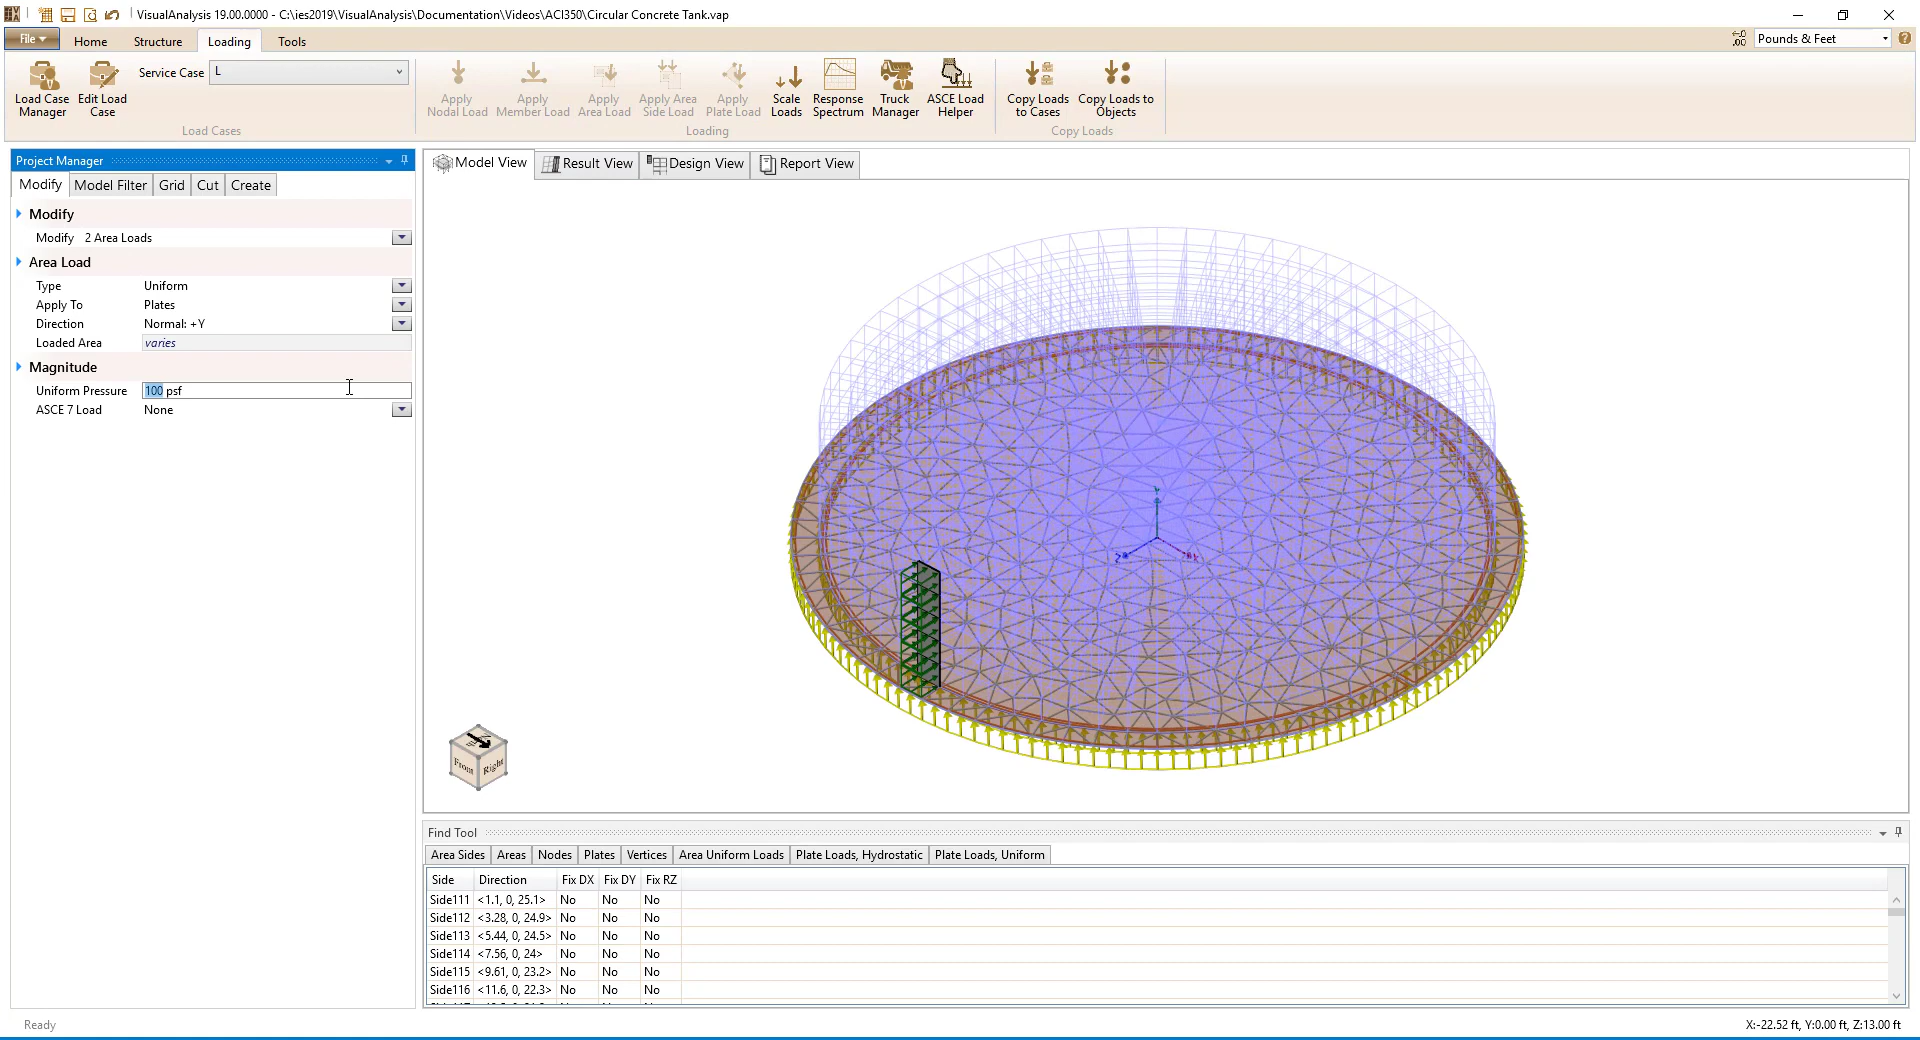 VisualAnalysis 19.00.0000 - C:\ies2019\VisualAnalysis\Documentation\Videos\ACI350\Circular Concrete Tank.vap
File Home Structure Loading Tools
Pounds & Feet
Load Case Manager
Edit Load Case
Service Case L
Load Cases
Apply Nodal Load
Apply Member Load
Apply Area Load
Apply Area Side Load
Apply Plate Load
Scale Loads
Response Spectrum
Truck Manager
ASCE Load Helper
Loading
Copy Loads to Cases
Copy Loads to Objects
Copy Loads
Project Manager
Modify Model Filter Grid Cut Create
Modify
Modify 2 Area Loads
Area Load
Type Uniform
Apply To Plates
Direction Normal: +Y
Loaded Area varies
Magnitude
Uniform Pressure 100 psf
ASCE 7 Load None
Model View Result View Design View Report View
Front Right
Find Tool
Area Sides Areas Nodes Plates Vertices Area Uniform Loads Plate Loads, Hydrostatic Plate Loads, Uniform
Side Direction Fix DX Fix DY Fix RZ
Side111 <1.1, 0, 25.1> No No No
Side112 <3.28, 0, 24.9> No No No
Side113 <5.44, 0, 24.5> No No No
Side114 <7.56, 0, 24> No No No
Side115 <9.61, 0, 23.2> No No No
Side116 <11.6, 0, 22.3> No No No
Ready
X:-22.52 ft, Y:0.00 ft, Z:13.00 ft